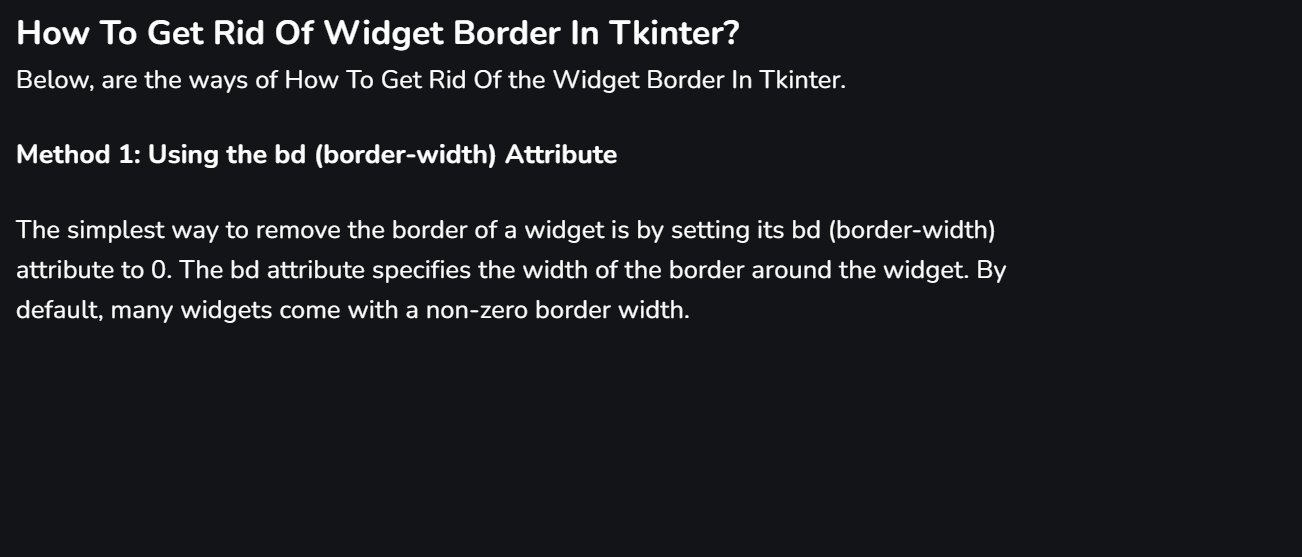 How To Get Rid Of Widget Border In Tkinter?
Below, are the ways of How To Get Rid Of the Widget Border In Tkinter.
Method 1: Using the bd (border-width) Attribute
The simplest way to remove the border of a widget is by setting its bd (border-width)
attribute to 0. The bd attribute specifies the width of the border around the widget. By
default, many widgets come with a non-zero border width.